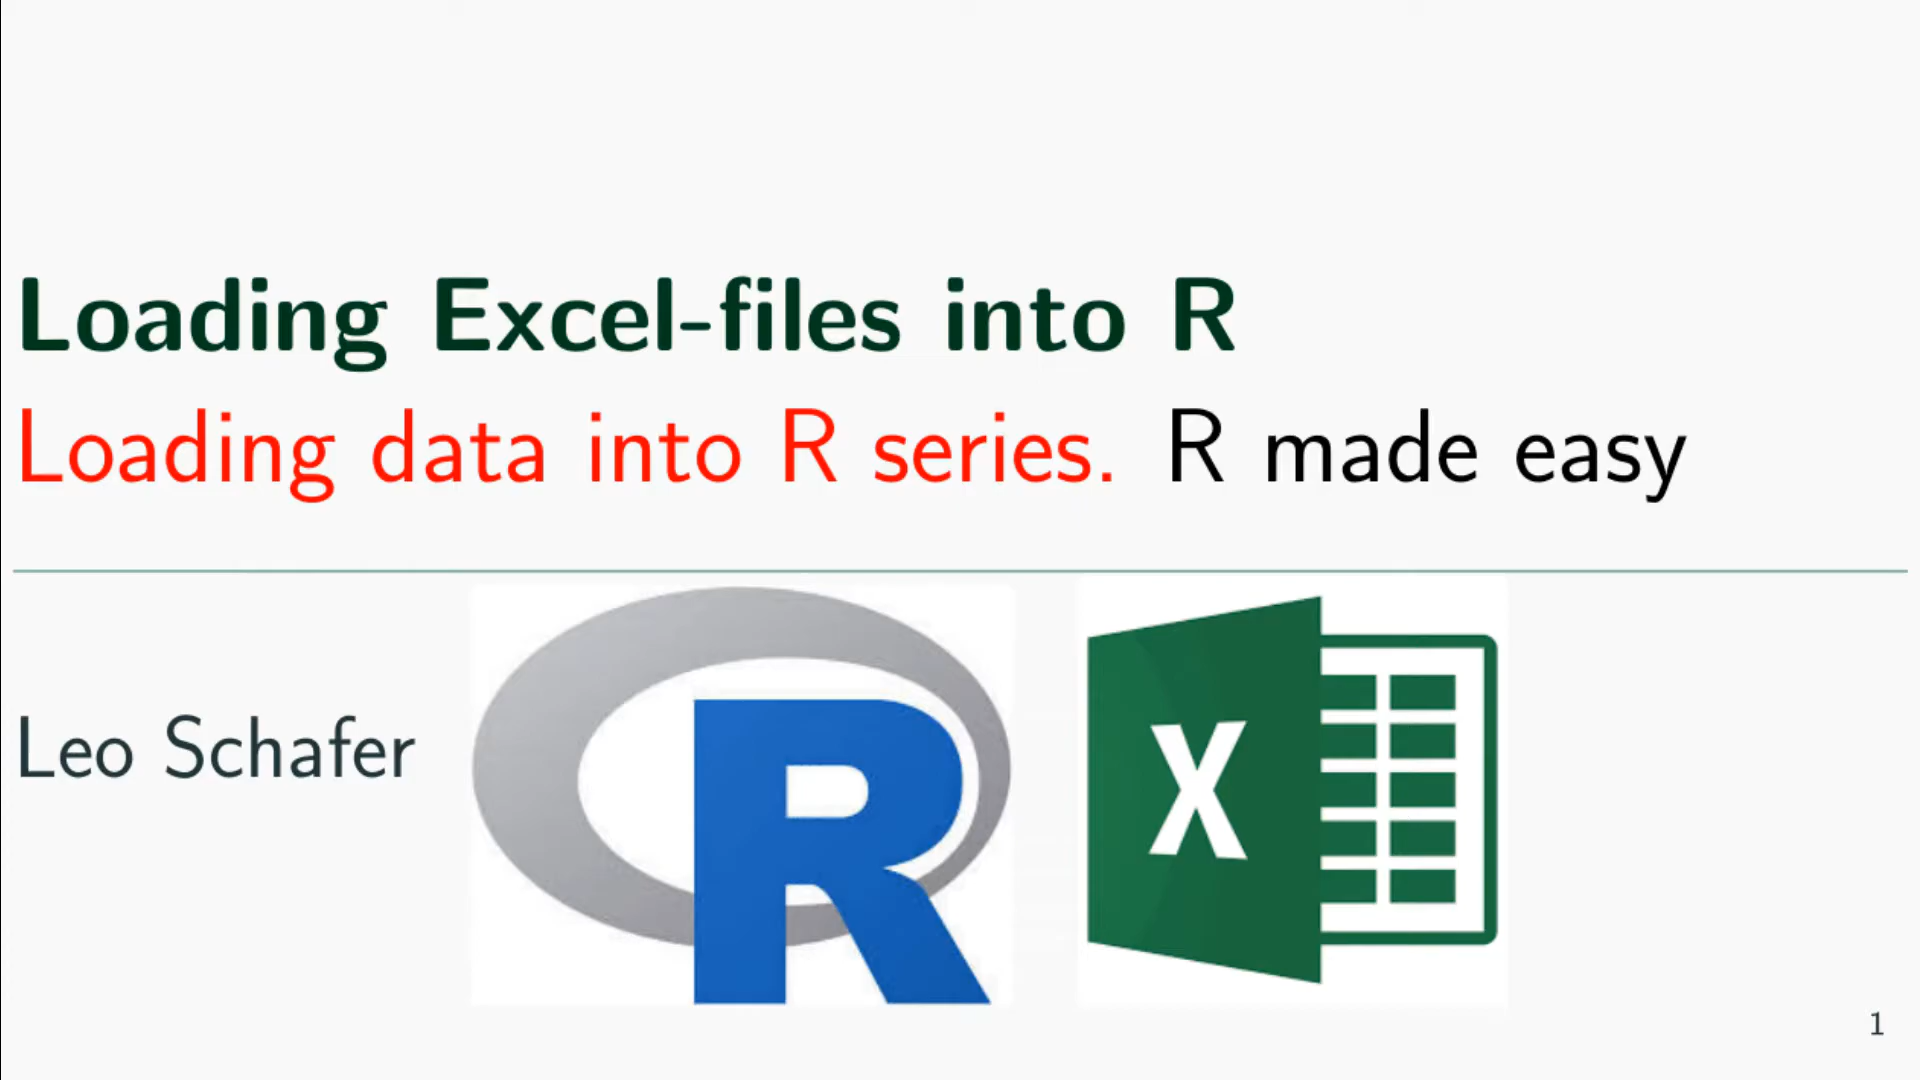 Loading Excel-files into R
Loading data into R series. R made easy
Leo Schafer
R
X
1